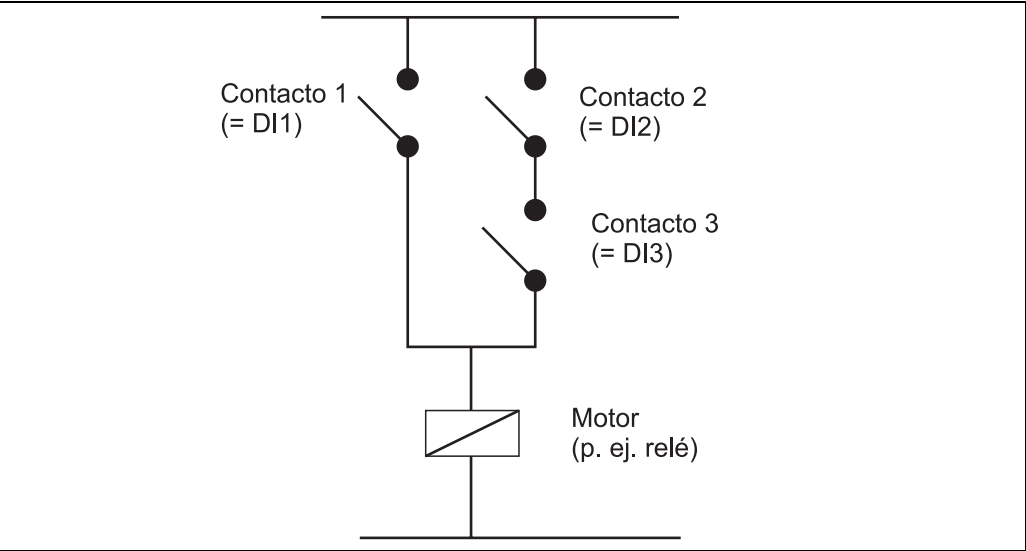 Contacto 1
(= DI1)
Contacto 2
(= DI2)
Contacto 3
(= DI3)
Motor
(p. ej. relé)